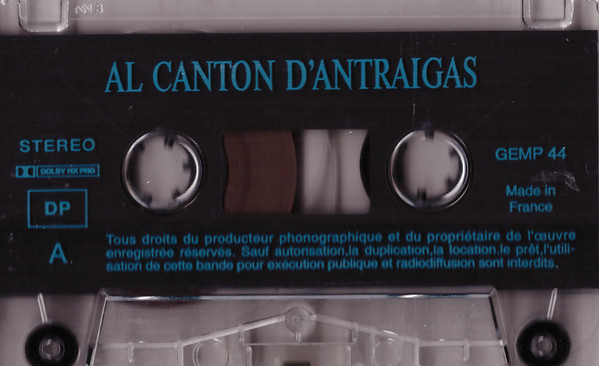 AL CANTON D'ANTRAIGAS
STEREO
GEMP 44
DOLBY HX PRO
Made in
France
DP
A
Tous droits du producteur phonographique et du propriétaire de l'œuvre
enregistrée réservés. Sauf autorisation,la duplication,la location,le prêt,l'utili-
sation de cette bande pour exécution publique et radiodiffusion sont interdits.